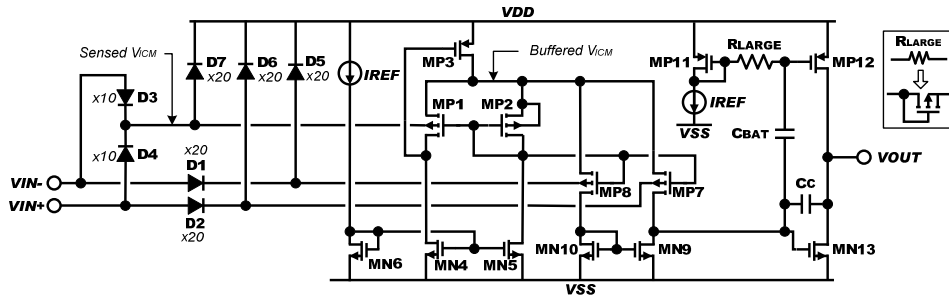 VDD
Sensed VICM
Buffered VICM
RLARGE
RLARGE
D7
x20
D6
x20
D5
x20
IREF
MP3
MP11
MP12
x10
D3
MP1
MP2
IREF
VSS
CBAT
x10
D4
x20
D1
VOUT
VIN-
VIN+
D2
x20
MP8
MP7
CC
MN6
MN4
MN5
MN10
MN9
MN13
VSS